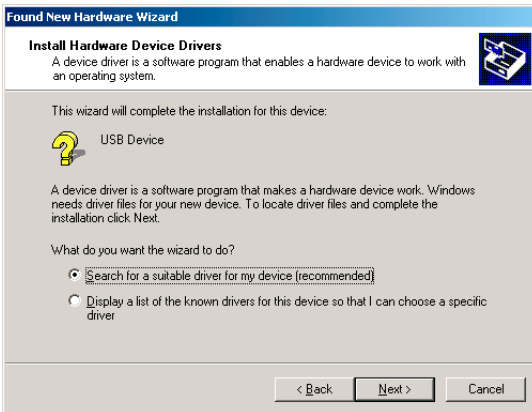 Found New Hardware Wizard
Install Hardware Device Drivers
A device driver is a software program that enables a hardware device to work with
an operating system.
This wizard will complete the installation for this device:
USB Device
A device driver is a software program that makes a hardware device work. Windows
needs driver files for your new device. To locate driver files and complete the
installation click Next.
What do you want the wizard to do?
Search for a suitable driver for my device (recommended)
Display a list of the known drivers for this device so that I can choose a specific
driver
< Back Next > Cancel